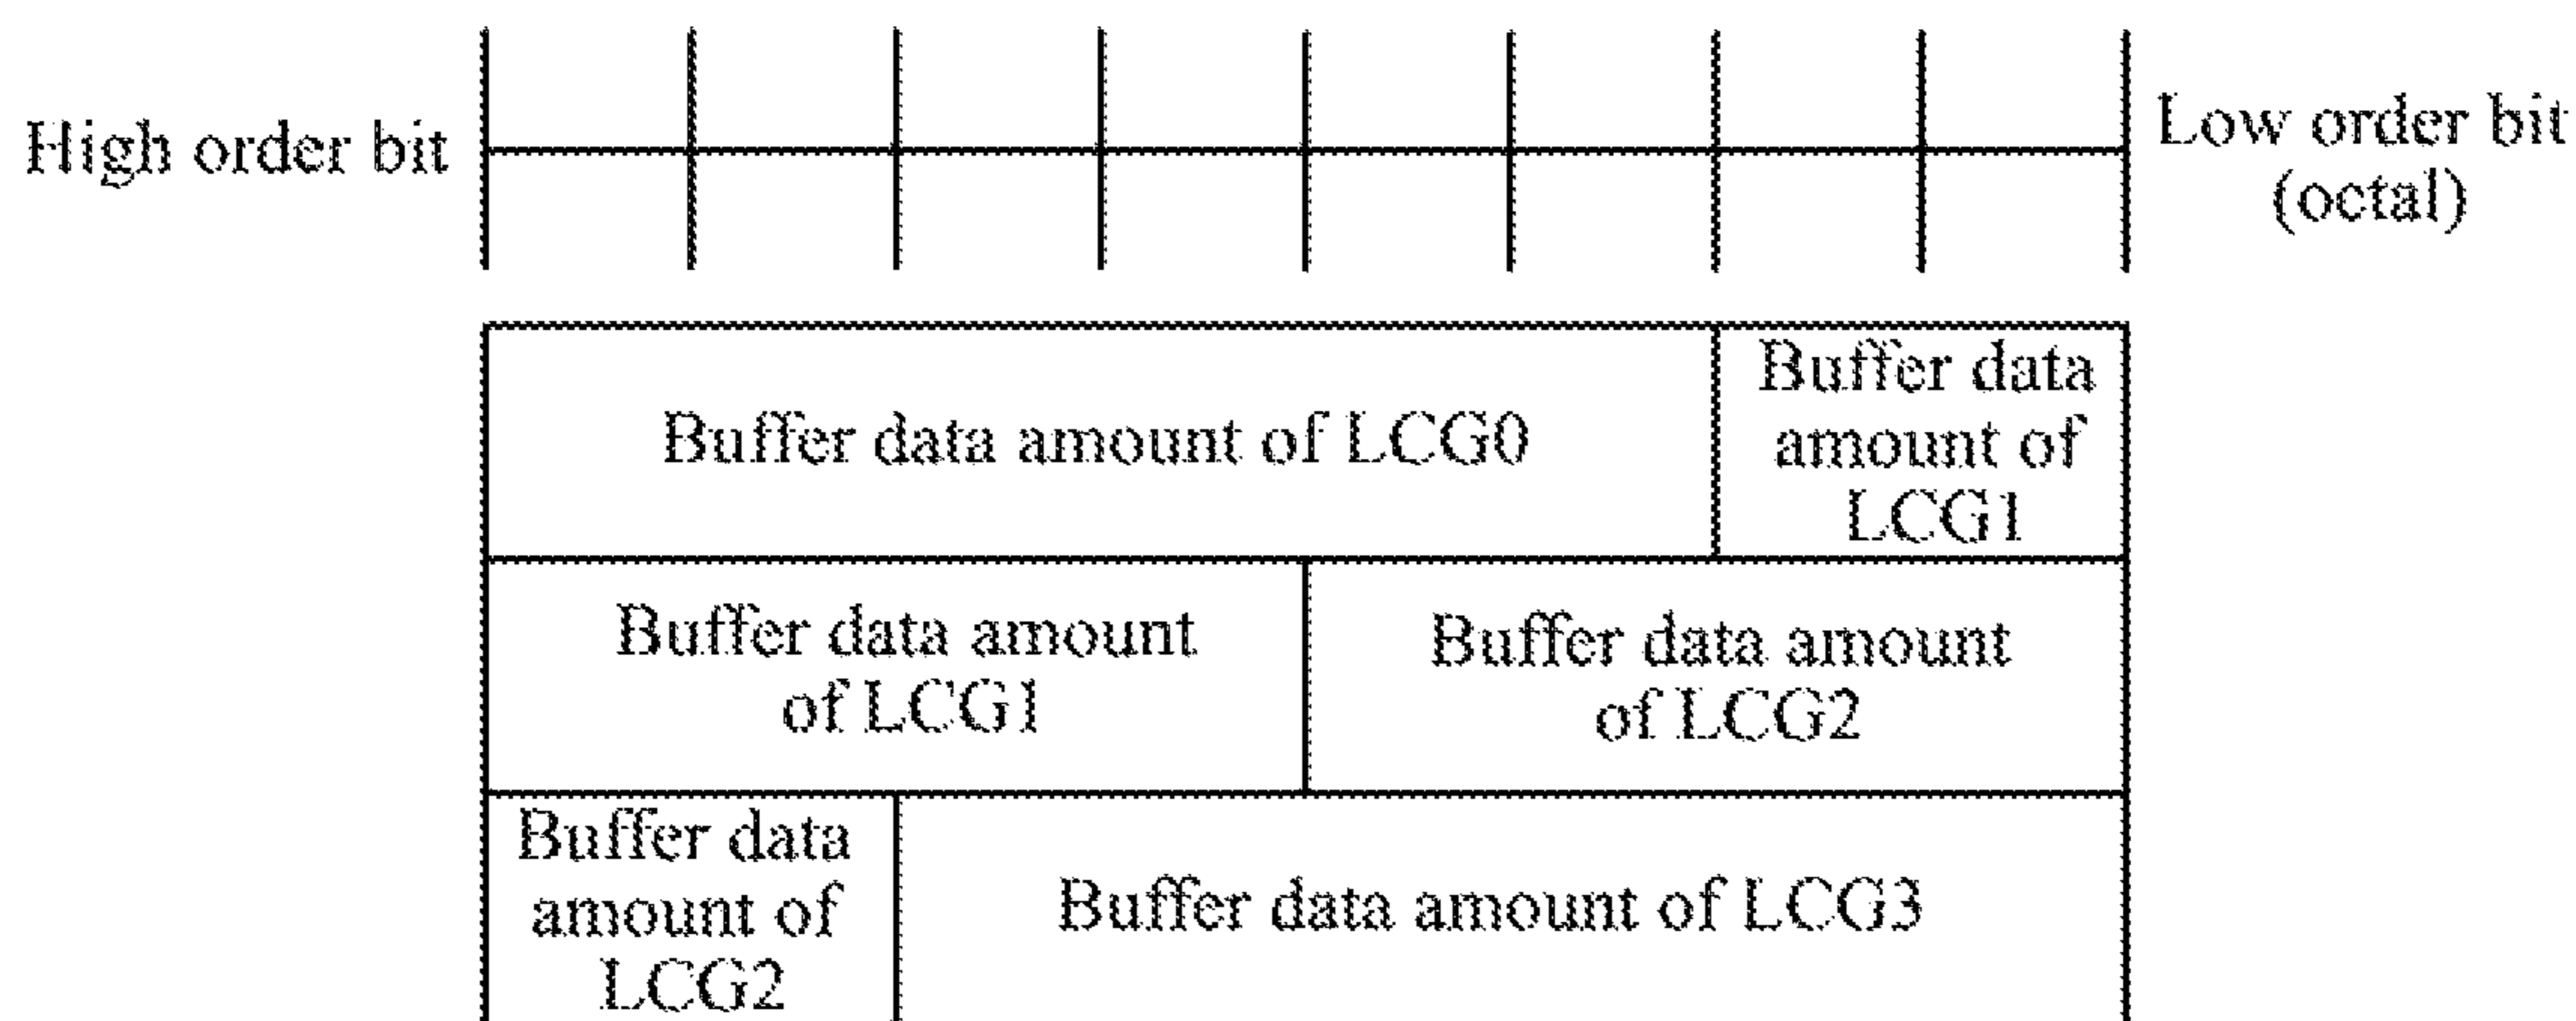 High order bit
Low order bit
(octal)
Buffer data amount of LCG0
Buffer data
amount of
LCG1
Buffer data amount
of LCG1
Buffer data amount
of LCG2
Buffer data
amount of
LCG2
Buffer data amount of LCG3